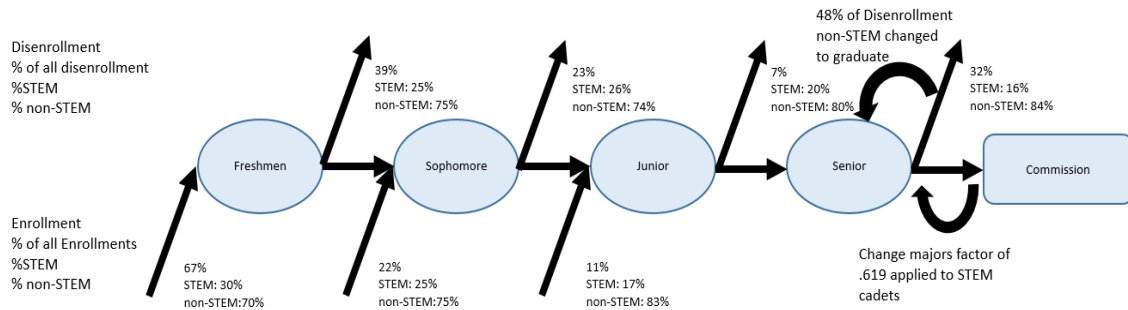 Disenrollment
% of all disenrollment
%STEM
% non-STEM
39%
STEM: 25%
non-STEM: 75%
23%
STEM: 26%
non-STEM: 74%
7%
STEM: 20%
non-STEM: 80%
48% of Disenrollment
non-STEM changed
to graduate
32%
STEM: 16%
non-STEM: 84%
Freshmen
Sophomore
Junior
Senior
Commission
Enrollment
% of all Enrollments
%STEM
% non-STEM
67%
STEM: 30%
non-STEM:70%
22%
STEM: 25%
non-STEM:75%
11%
STEM: 17%
non-STEM: 83%
Change majors factor of
.619 applied to STEM
cadets